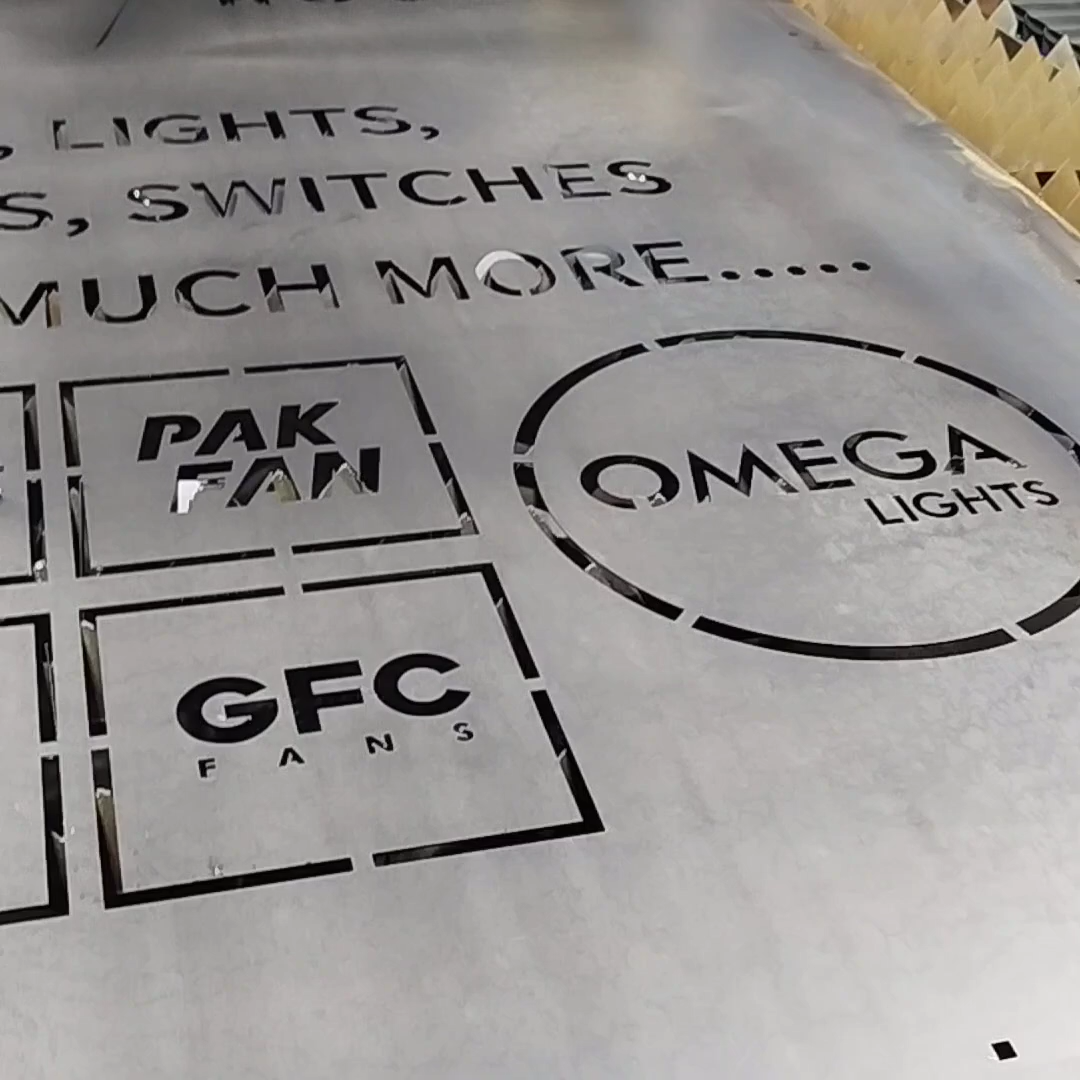 , LIGHTS,
S, SWITCHES
MUCH MORE.....
PAK
FAN
OMEGA
LIGHTS
GFC
FANS